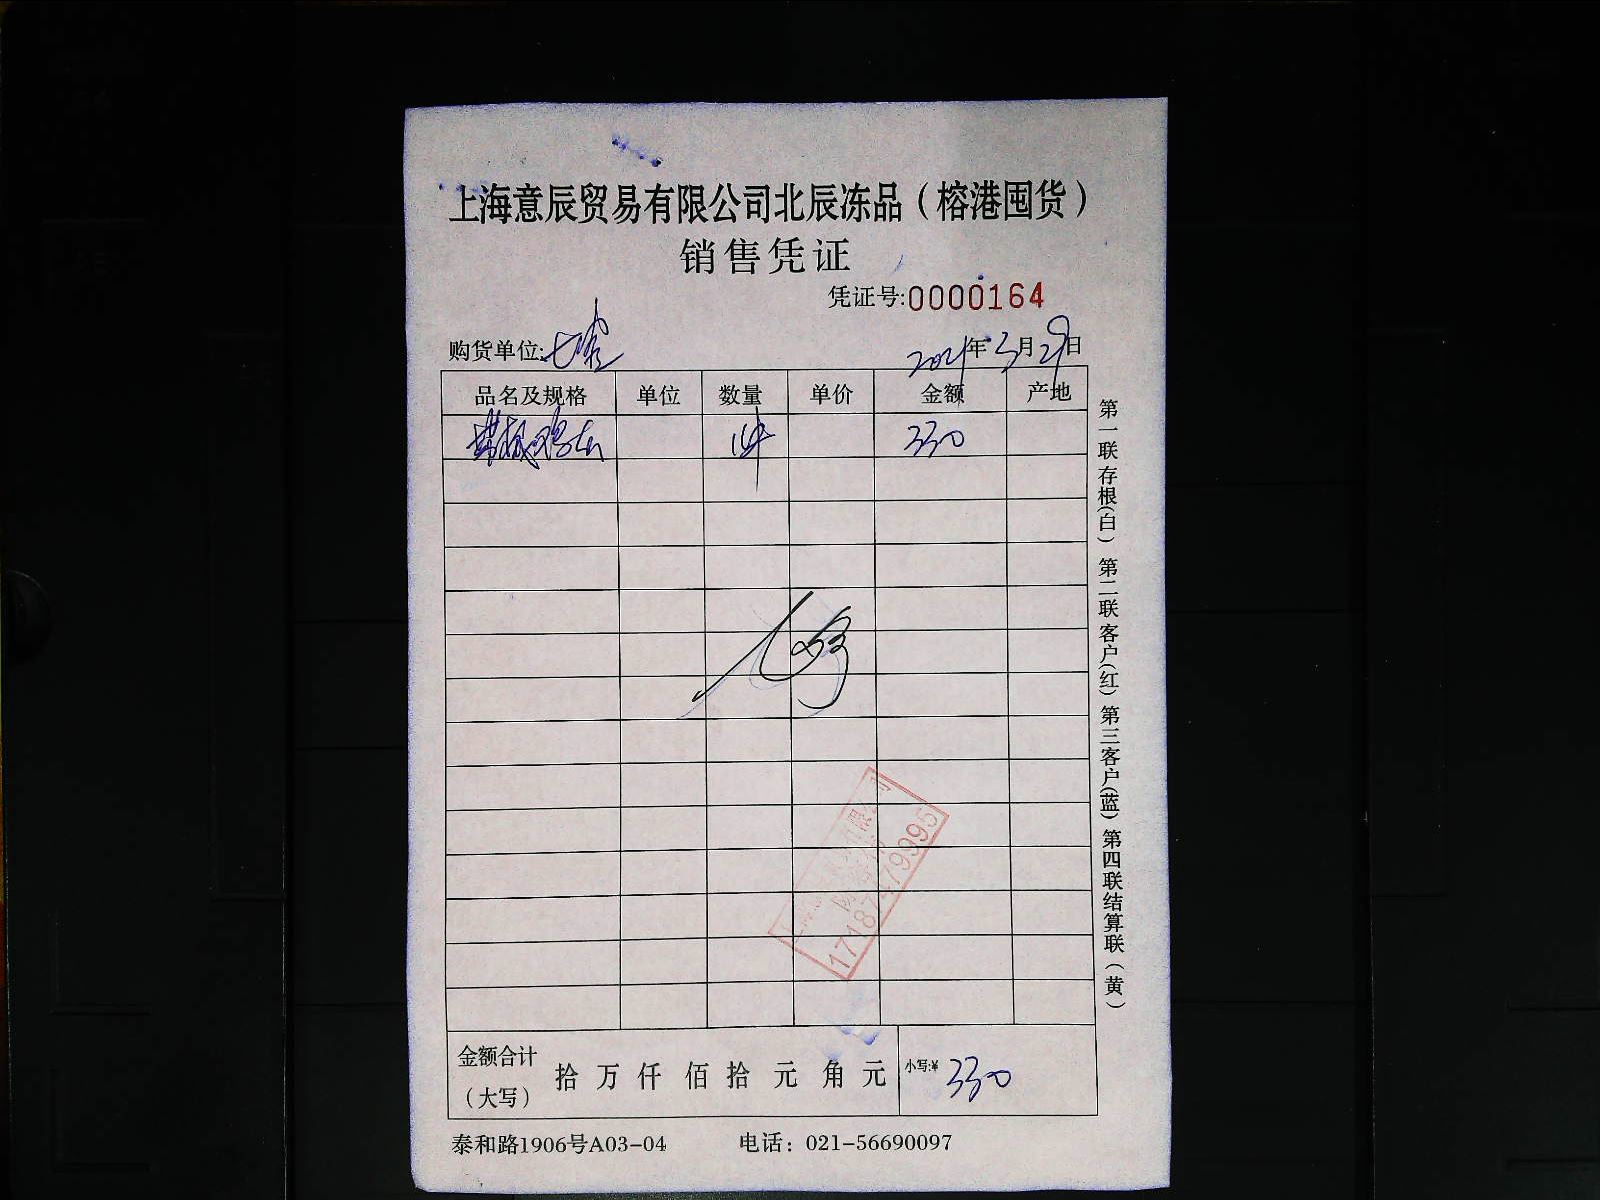 上海意辰贸易有限公司北辰冻品（榕港囤货）
销售凭证
凭证号:0000164
购货单位:七宝 2021年3月29日
品名及规格 单位 数量 单价 金额 产地
1件 330
17187479995
金额合计（大写） 拾 万 仟 佰 拾 元 角 元 小写:¥ 330
泰和路1906号A03-04 电话：021-56690097
第一联存根(白) 第二联客户(红) 第三客户(蓝) 第四联结算联（黄）